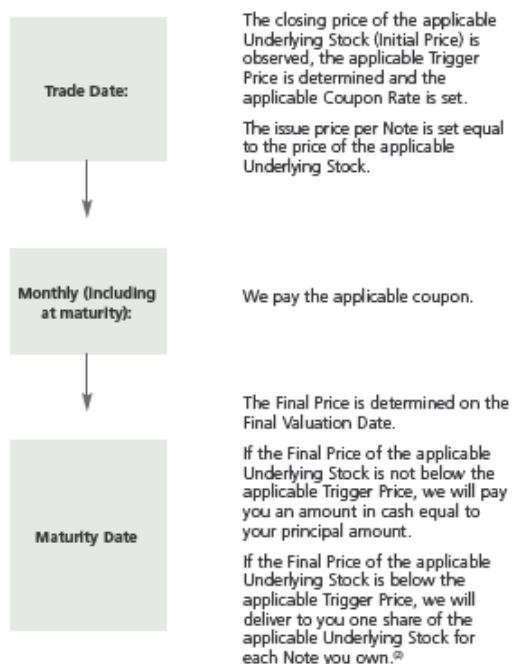 Trade Date:
The closing price of the applicable
Underlying Stock (Initial Price) is
observed, the applicable Trigger
Price is determined and the
applicable Coupon Rate is set.
The issue price per Note is set equal
to the price of the applicable
Underlying Stock.
Monthly (including
at maturity):
We pay the applicable coupon.
Maturity Date
The Final Price is determined on the
Final Valuation Date.
If the Final Price of the applicable
Underlying Stock is not below the
applicable Trigger Price, we will pay
you an amount in cash equal to
your principal amount.
If the Final Price of the applicable
Underlying Stock is below the
applicable Trigger Price, we will
deliver to you one share of the
applicable Underlying Stock for
each Note you own.